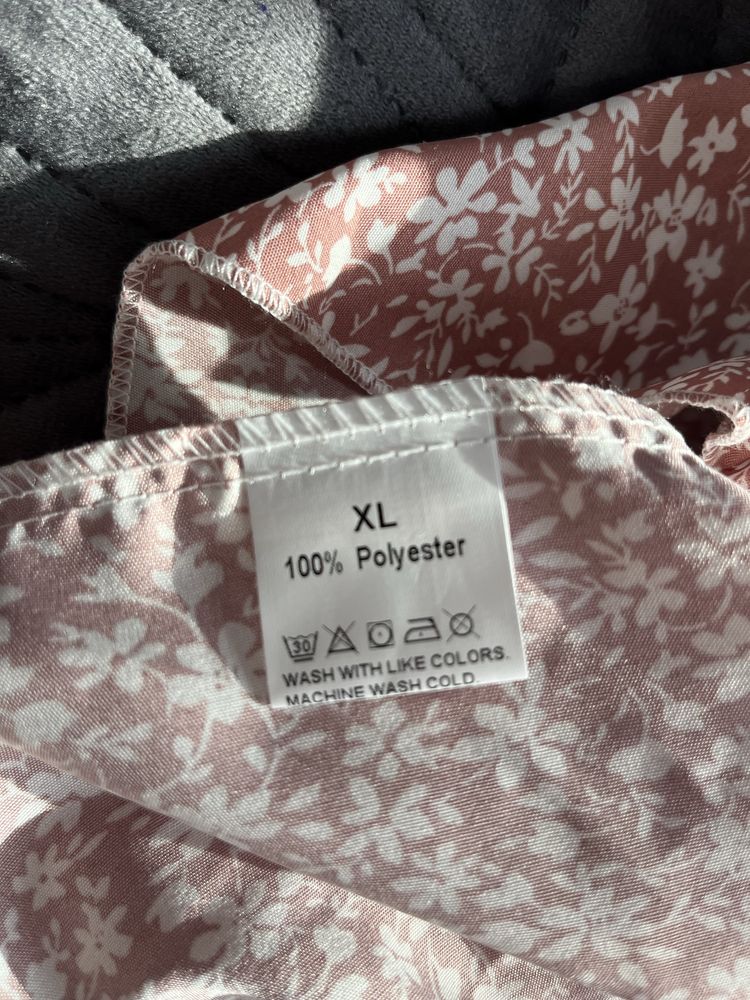 XL
100% Polyester
30
WASH WITH LIKE COLORS.
MACHINE WASH COLD.